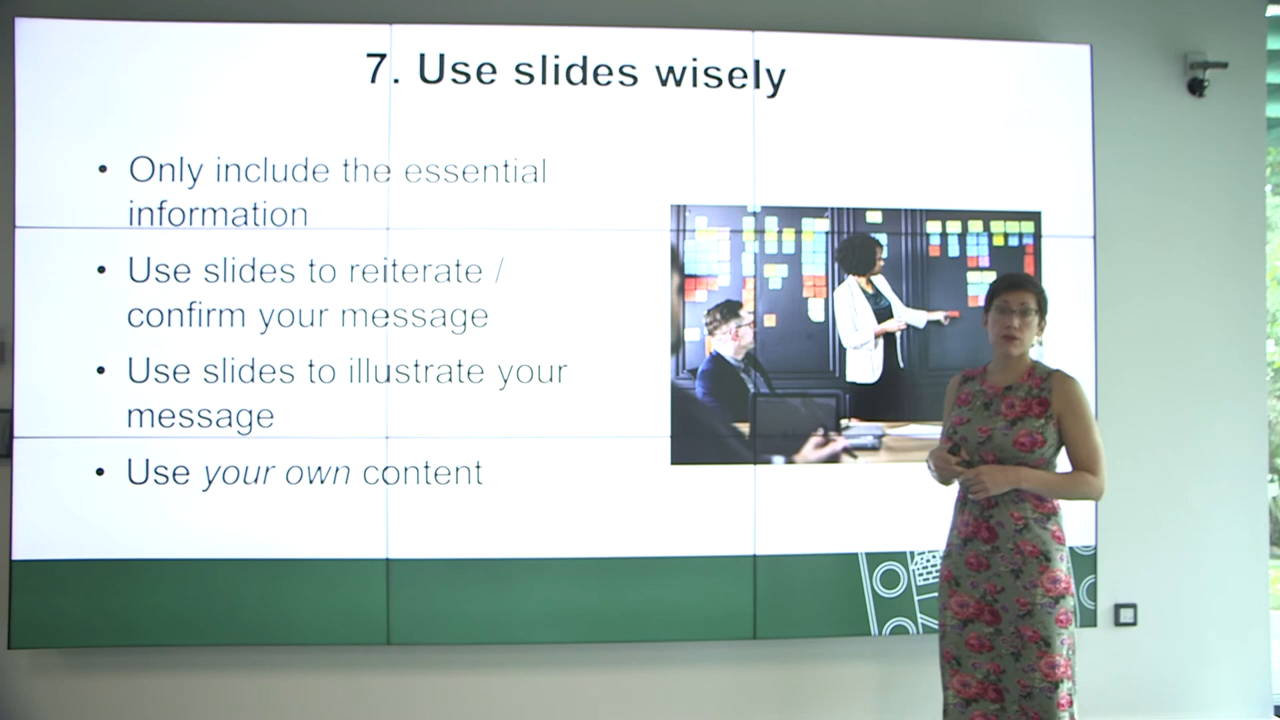 7. Use slides wisely
• Only include the essential
information
• Use slides to reiterate /
confirm your message
• Use slides to illustrate your
message
• Use your own content